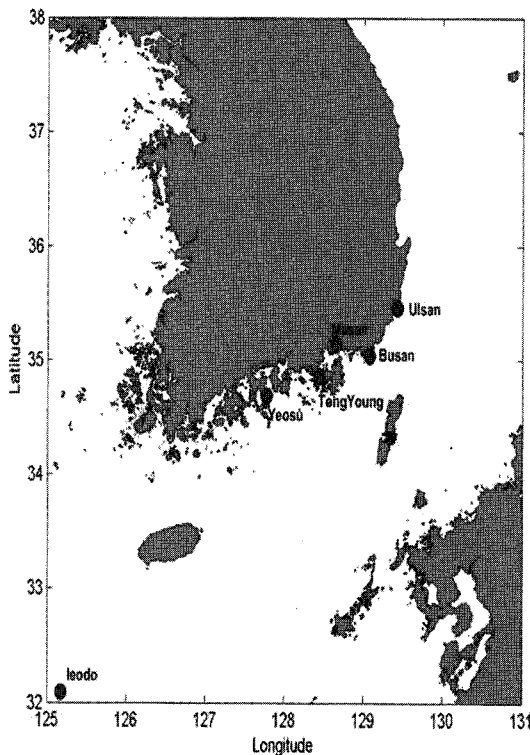 38
37
36
Ulsan
Masan
35
Busan
TongYoung
Yeosu
34
33
Ieodo
32
125 126 127 128 129 130 131
Latitude
Longitude